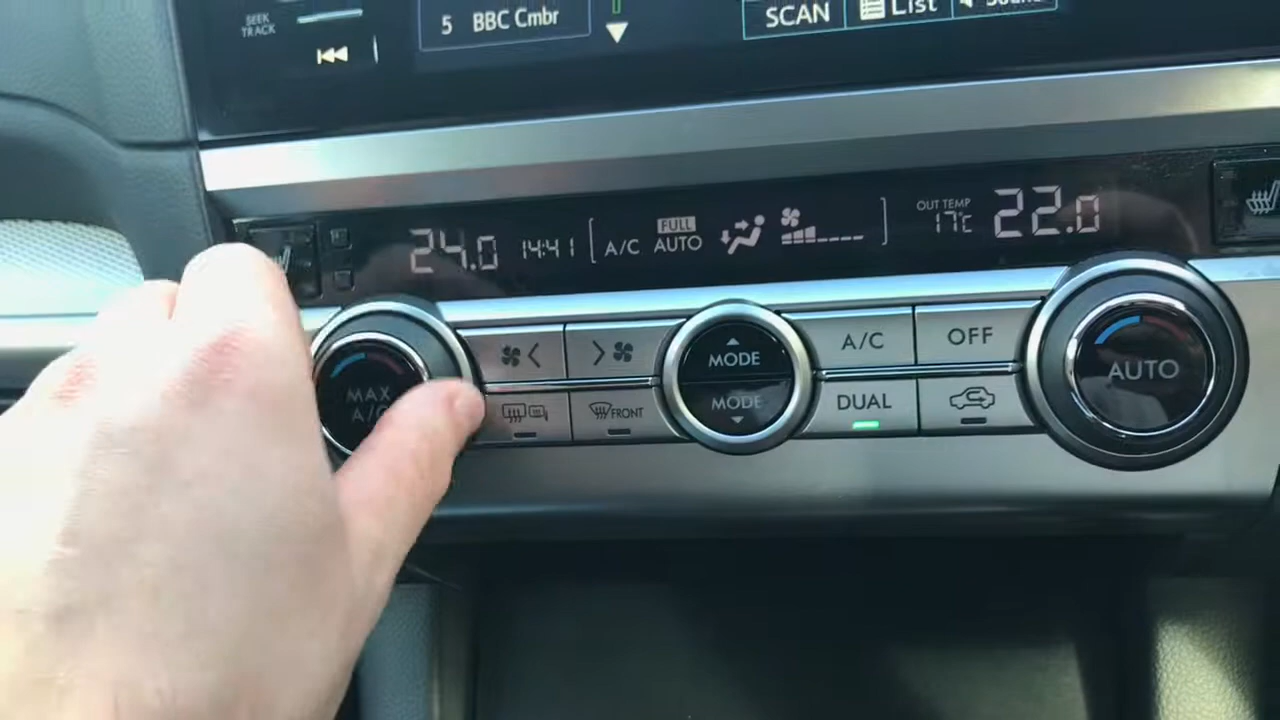 SEEK
TRACK
5 BBC Cmbr
SCAN
List
Sound
24.0
14:41
A/C
FULL
AUTO
OUT TEMP
17°C
22.0
MAX
A/C
MODE
MODE
FRONT
A/C
OFF
DUAL
AUTO